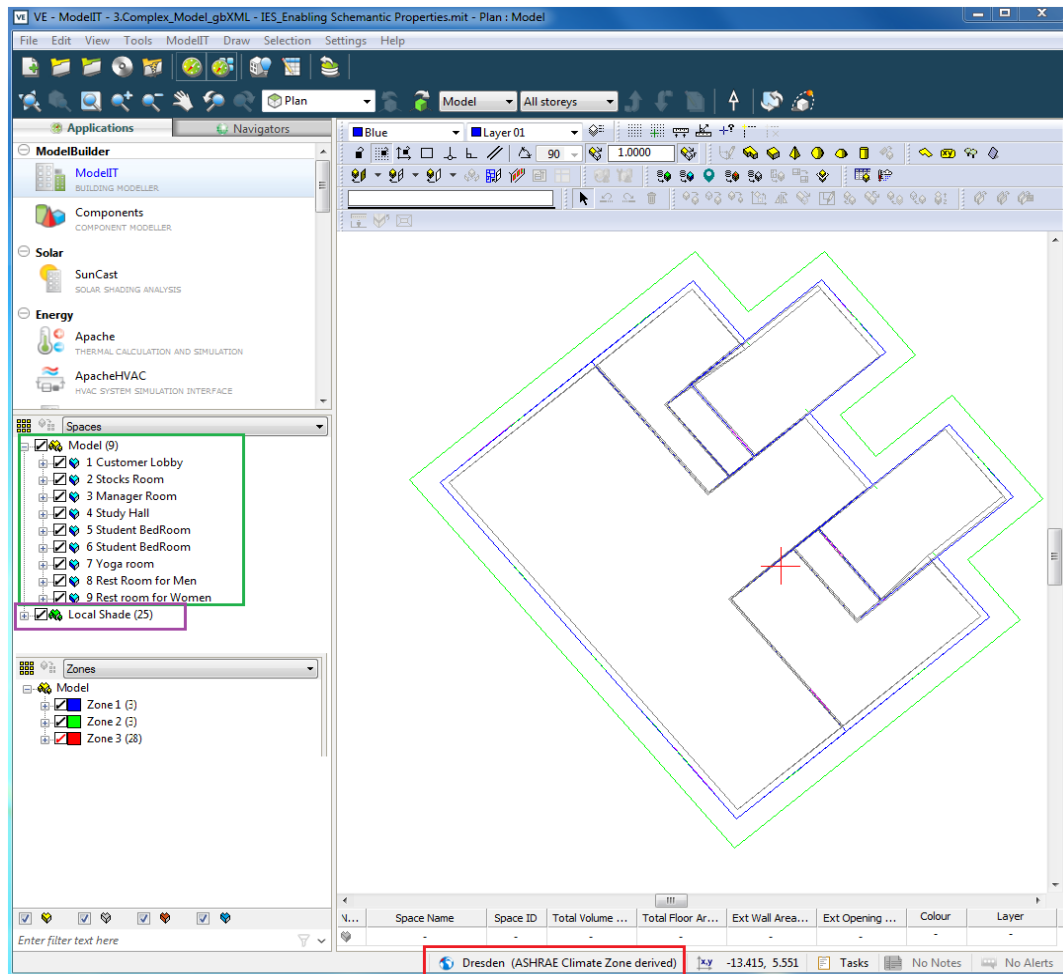 VE - ModelIT - 3.Complex_Model_gbXML - IES_Enabling Schemantic Properties.mit - Plan : Model
File Edit View Tools ModelIT Draw Selection Settings Help
Plan Model All storeys
Applications Navigators
Blue Layer 01
90 1.0000
ModelBuilder
ModelIT
BUILDING MODELLER
Components
COMPONENT MODELLER
Solar
SunCast
SOLAR SHADING ANALYSIS
Energy
Apache
THERMAL CALCULATION AND SIMULATION
ApacheHVAC
HVAC SYSTEM SIMULATION INTERFACE
Spaces
Model (9)
1 Customer Lobby
2 Stocks Room
3 Manager Room
4 Study Hall
5 Student BedRoom
6 Student BedRoom
7 Yoga room
8 Rest Room for Men
9 Rest room for Women
Local Shade (25)
Zones
Model
Zone 1 (3)
Zone 2 (3)
Zone 3 (28)
Enter filter text here
N... Space Name Space ID Total Volume ... Total Floor Ar... Ext Wall Area... Ext Opening ... Colour Layer
- - - - - - - -
Dresden (ASHRAE Climate Zone derived) x,y -13.415, 5.551 Tasks No Notes No Alerts